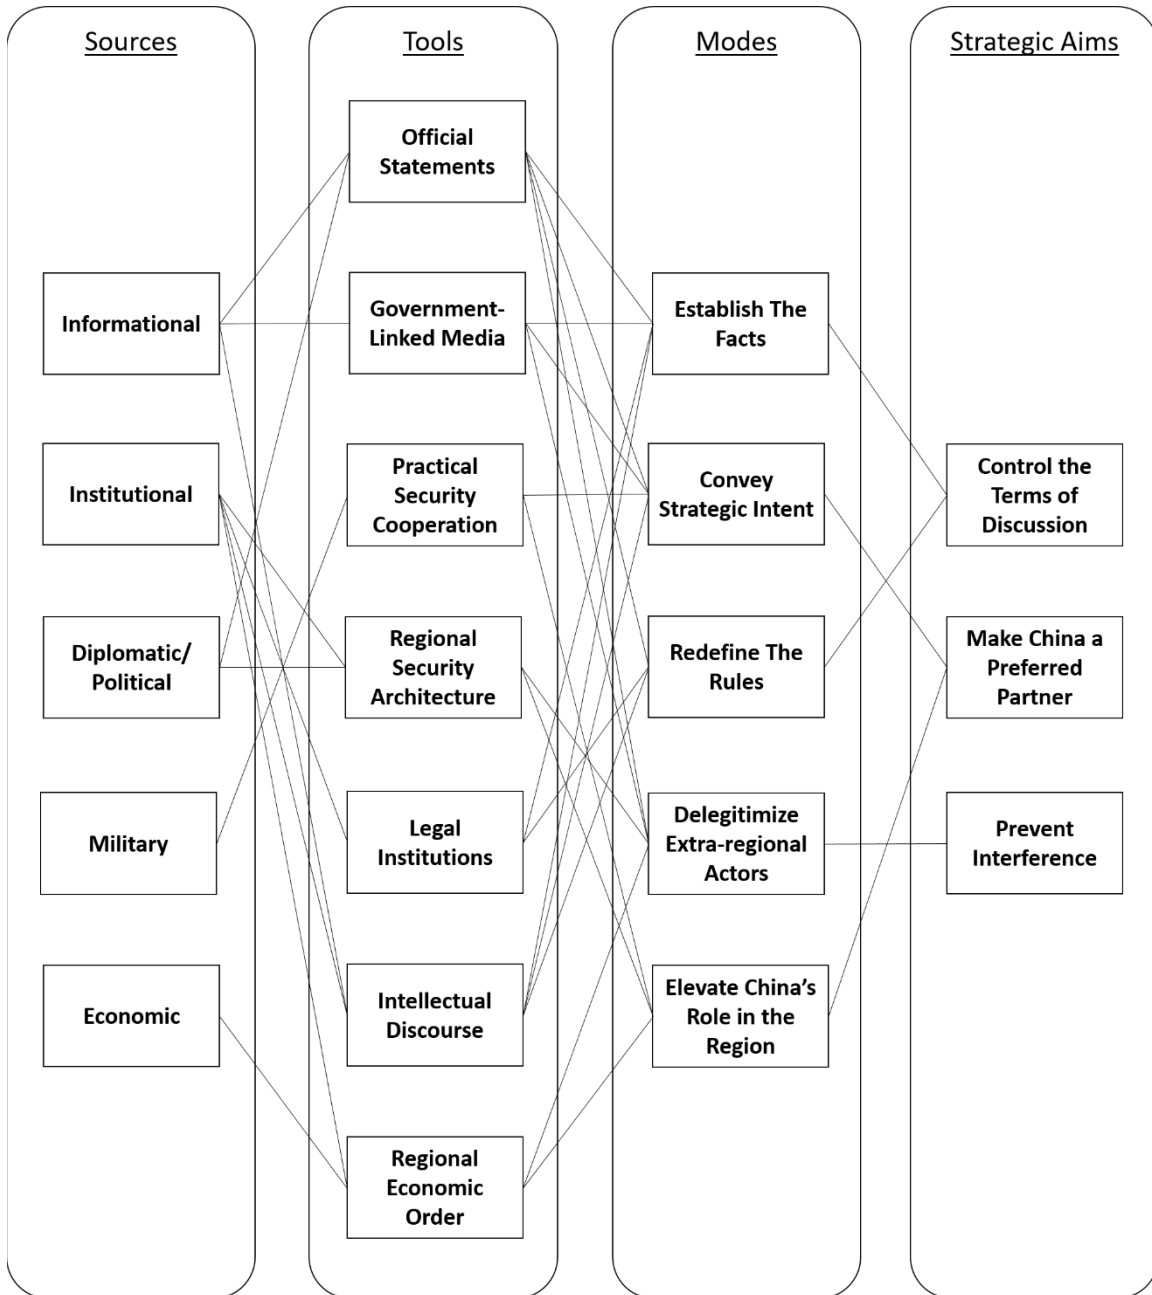 Sources
Informational
Institutional
Diplomatic/
Political
Military
Economic
Tools
Official
Statements
Government-
Linked Media
Practical
Security
Cooperation
Regional
Security
Architecture
Legal
Institutions
Intellectual
Discourse
Regional
Economic
Order
Modes
Establish The
Facts
Convey
Strategic Intent
Redefine The
Rules
Delegitimize
Extra-regional
Actors
Elevate China’s
Role in the
Region
Strategic Aims
Control the
Terms of
Discussion
Make China a
Preferred
Partner
Prevent
Interference